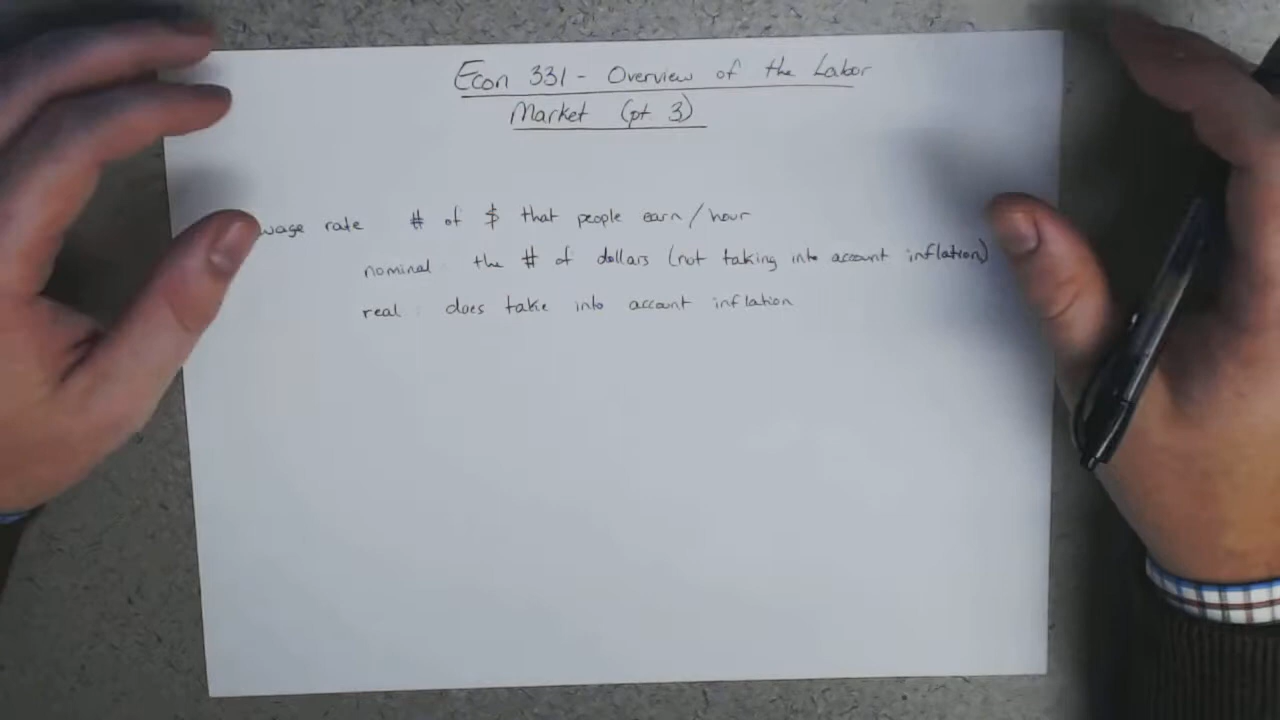 Econ 331 - Overview of the Labor
Market (pt 3)
wage rate # of $ that people earn/hour
nominal : the # of dollars (not taking into account inflation)
real : does take into account inflation